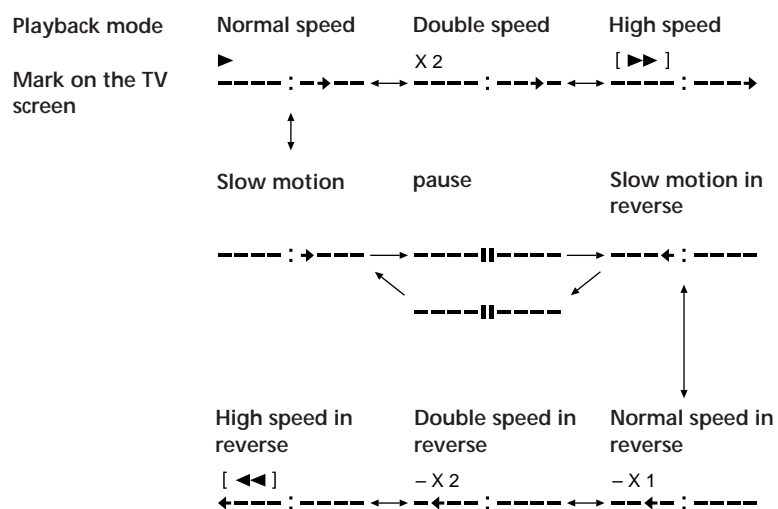 Playback mode Normal speed Double speed High speed
► X 2 [ ►► ]
Mark on the TV
screen
Slow motion pause Slow motion in
reverse
High speed in Double speed in Normal speed in
reverse reverse reverse
[ ◄◄ ] – X 2 – X 1